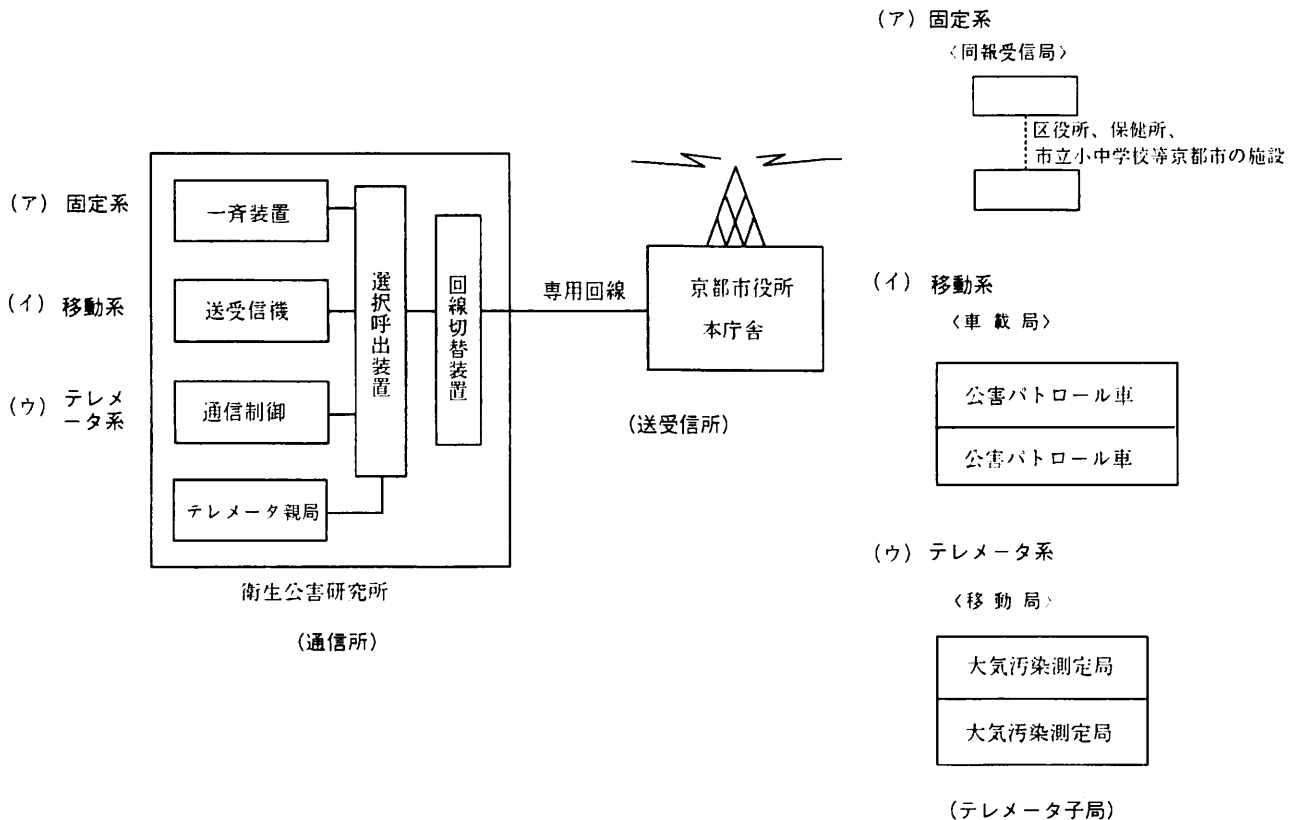 (ア) 固定系
一斉装置
(イ) 移動系
送受信機
(ウ) テレメ
ータ系
通信制御
テレメータ親局
選択呼出装置
回線切替装置
衛生公害研究所
(通信所)
専用回線
京都市役所
本庁舎
(送受信所)
(ア) 固定系
〈同報受信局〉
区役所、保健所、
市立小中学校等京都市の施設
(イ) 移動系
〈車載局〉
公害パトロール車
公害パトロール車
(ウ) テレメータ系
〈移動局〉
大気汚染測定局
大気汚染測定局
(テレメータ子局)